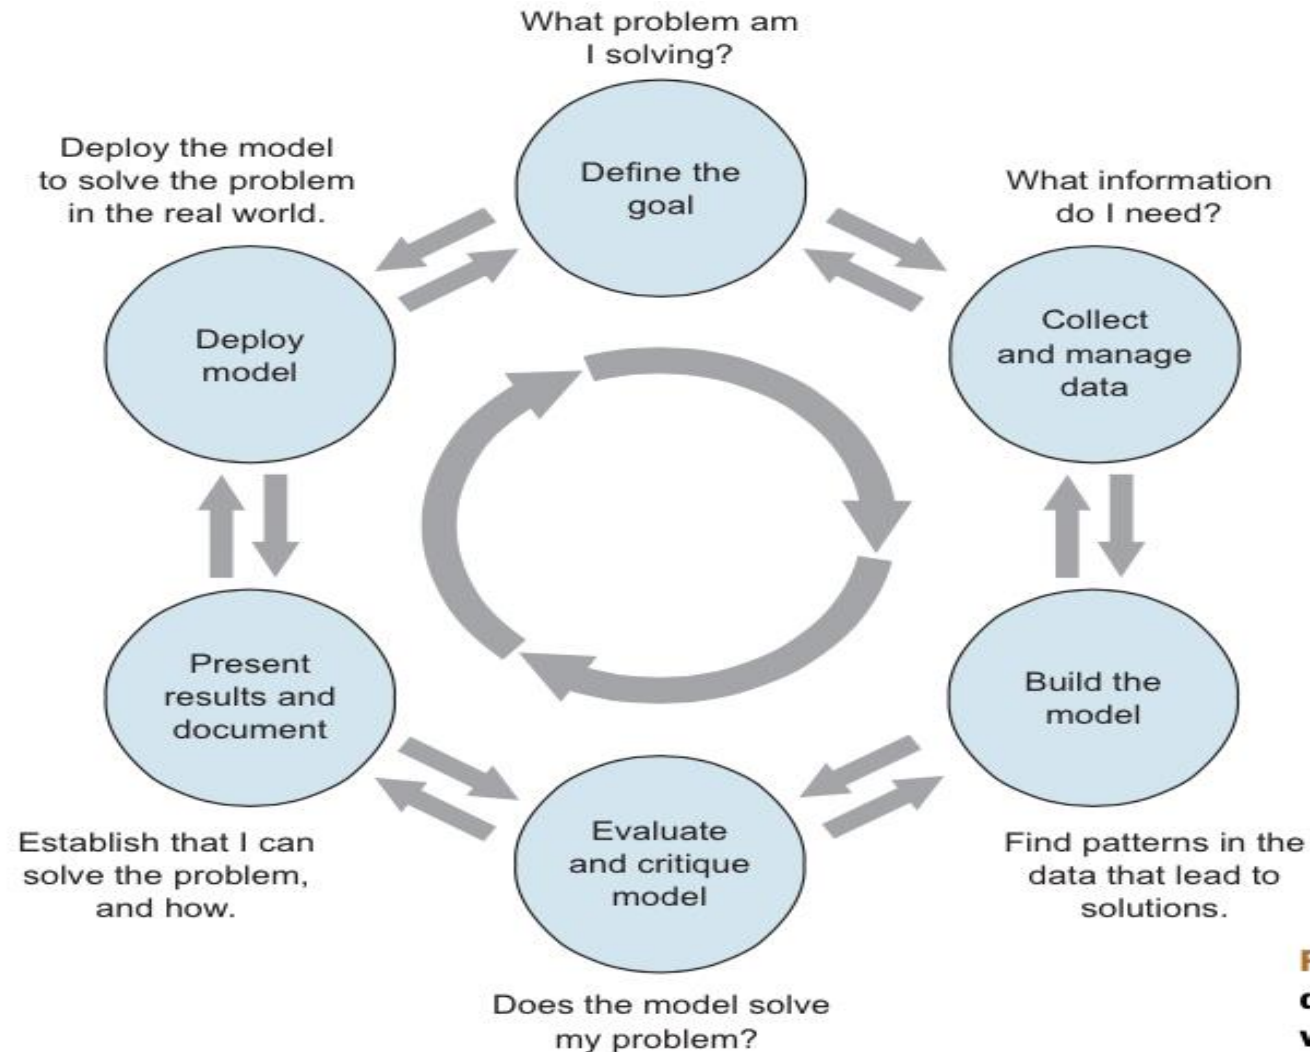 What problem am
I solving?
Define the
goal
What information
do I need?
Collect
and manage
data
Build the
model
Find patterns in the
data that lead to
solutions.
Evaluate
and critique
model
Does the model solve
my problem?
Present
results and
document
Establish that I can
solve the problem,
and how.
Deploy the model
to solve the problem
in the real world.
Deploy
model